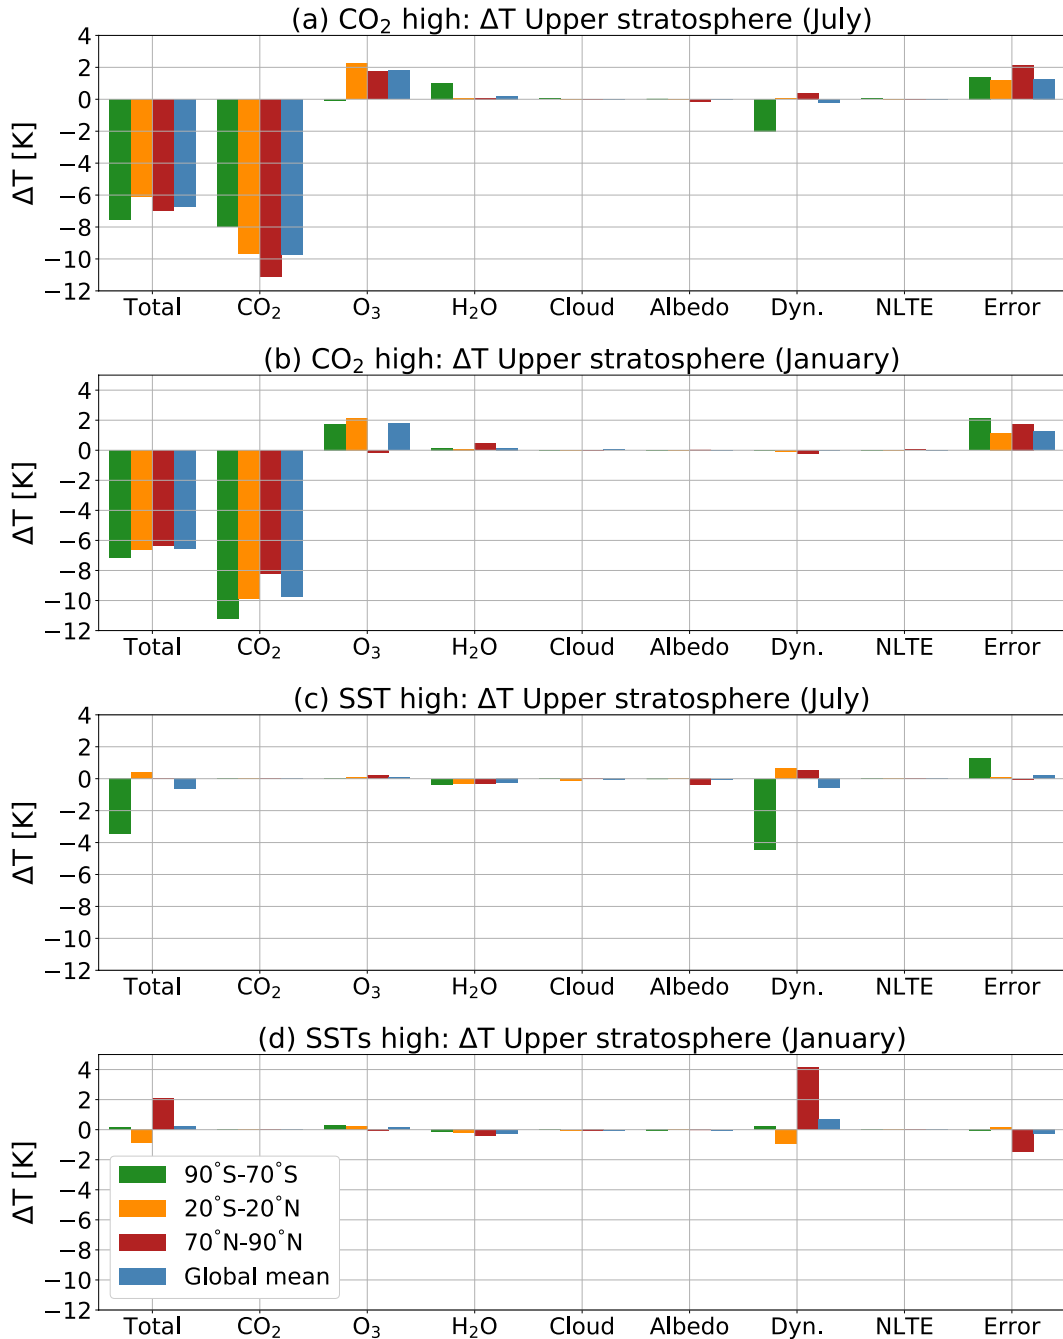 (a) CO₂ high: ΔT Upper stratosphere (July)
4
2
0
−2
−4
−6
−8
−10
−12
ΔT [K]
Total CO₂ O₃ H₂O Cloud Albedo Dyn. NLTE Error
(b) CO₂ high: ΔT Upper stratosphere (January)
4
2
0
−2
−4
−6
−8
−10
−12
ΔT [K]
Total CO₂ O₃ H₂O Cloud Albedo Dyn. NLTE Error
(c) SST high: ΔT Upper stratosphere (July)
4
2
0
−2
−4
−6
−8
−10
−12
ΔT [K]
Total CO₂ O₃ H₂O Cloud Albedo Dyn. NLTE Error
(d) SSTs high: ΔT Upper stratosphere (January)
4
2
0
−2
−4
−6
−8
−10
−12
ΔT [K]
90°S-70°S
20°S-20°N
70°N-90°N
Global mean
Total CO₂ O₃ H₂O Cloud Albedo Dyn. NLTE Error